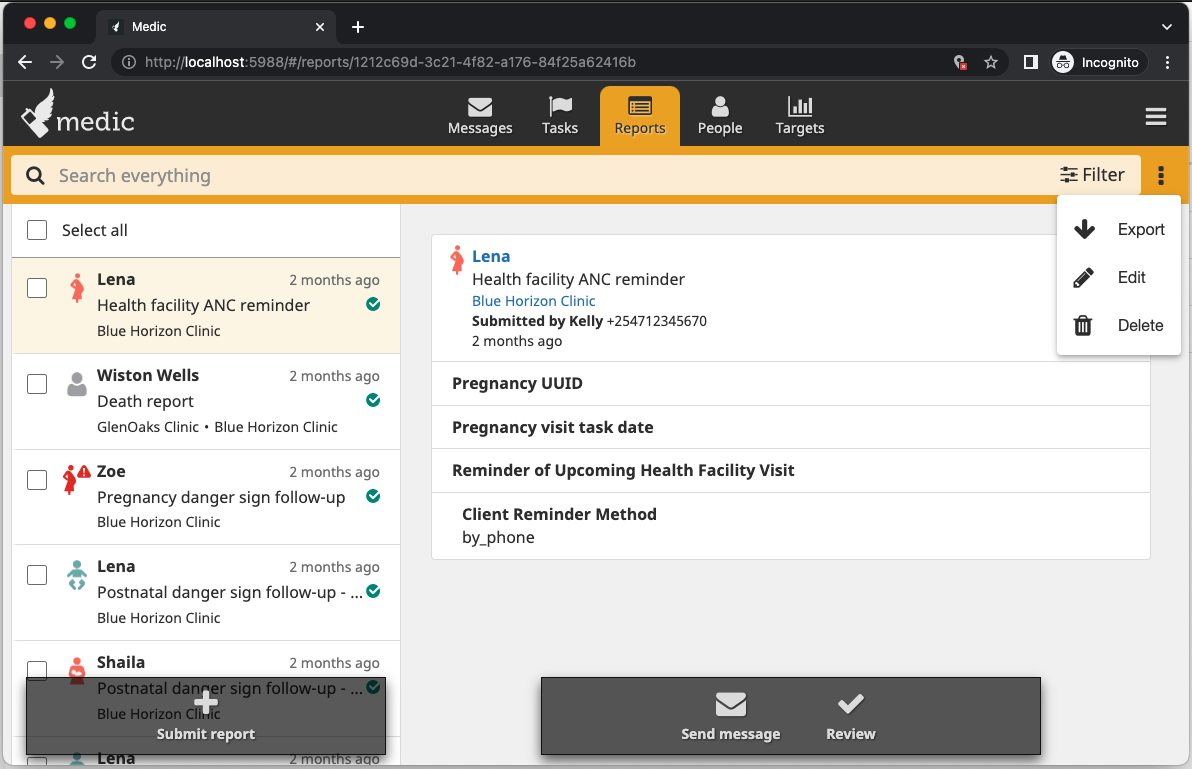 Medic
http://localhost:5988/#/reports/1212c69d-3c21-4f82-a176-84f25a62416b
Incognito
medic
Messages
Tasks
Reports
People
Targets
Search everything
Filter
Export
Edit
Delete
Select all
Lena
2 months ago
Health facility ANC reminder
Blue Horizon Clinic
Wiston Wells
2 months ago
Death report
GlenOaks Clinic • Blue Horizon Clinic
Zoe
2 months ago
Pregnancy danger sign follow-up
Blue Horizon Clinic
Lena
2 months ago
Postnatal danger sign follow-up - ...
Blue Horizon Clinic
Shaila
2 months ago
Postnatal danger sign follow-up - ...
Blue Horizon Clinic
Submit report
Lena
2 months ago
Lena
Health facility ANC reminder
Blue Horizon Clinic
Submitted by Kelly +254712345670
2 months ago
Pregnancy UUID
Pregnancy visit task date
Reminder of Upcoming Health Facility Visit
Client Reminder Method
by_phone
Send message
Review